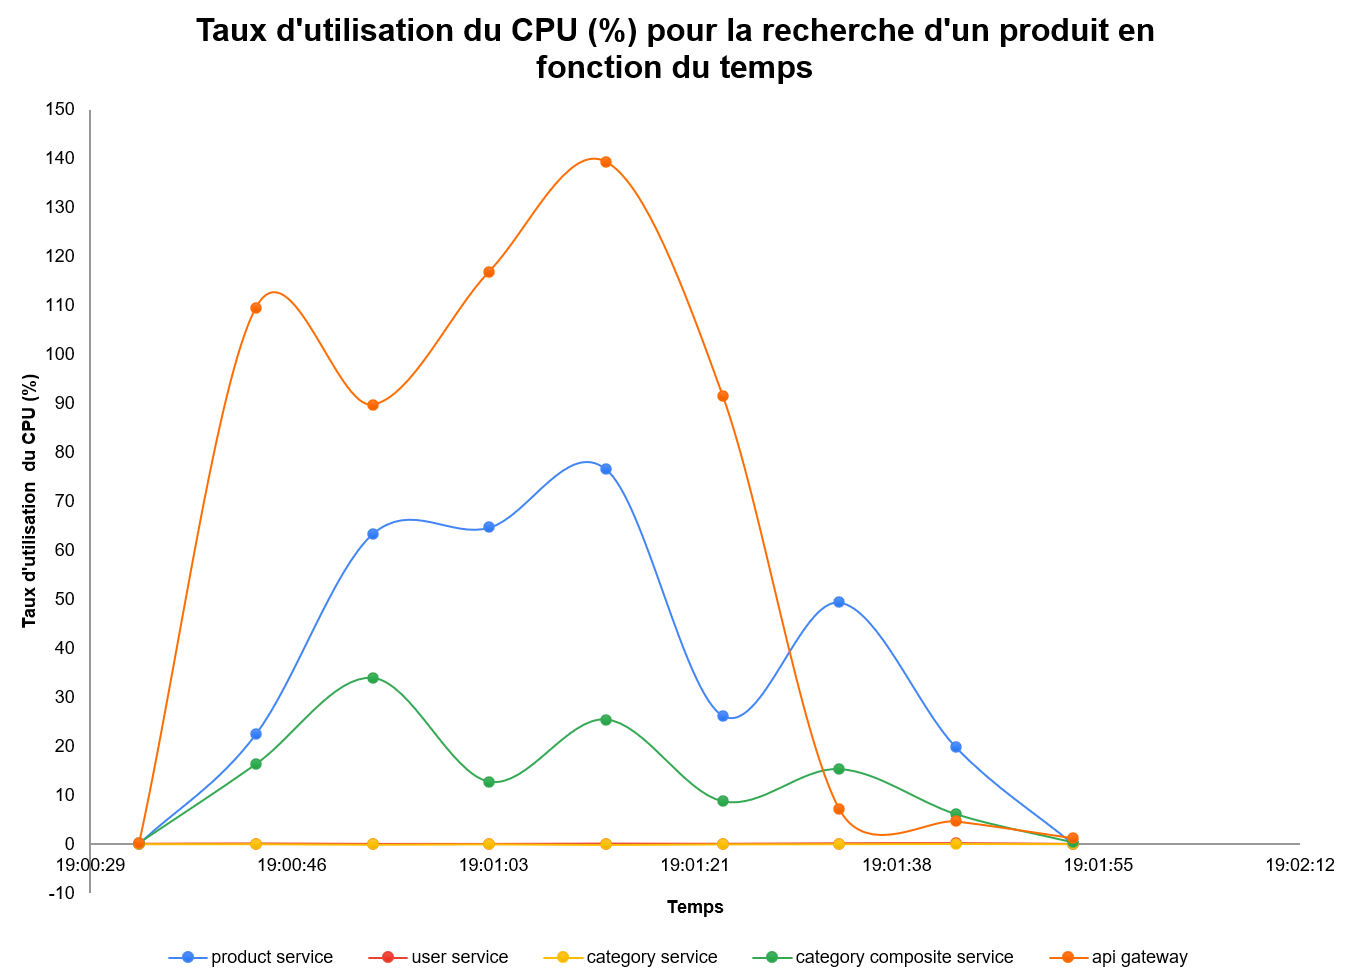 Taux d'utilisation du CPU (%) pour la recherche d'un produit en
fonction du temps
150
140
130
120
110
100
90
80
70
60
50
40
30
20
10
0
-10
Taux d'utilisation  du CPU (%)
19:00:29 19:00:46 19:01:03 19:01:21 19:01:38 19:01:55 19:02:12
Temps
product service user service category service category composite service api gateway